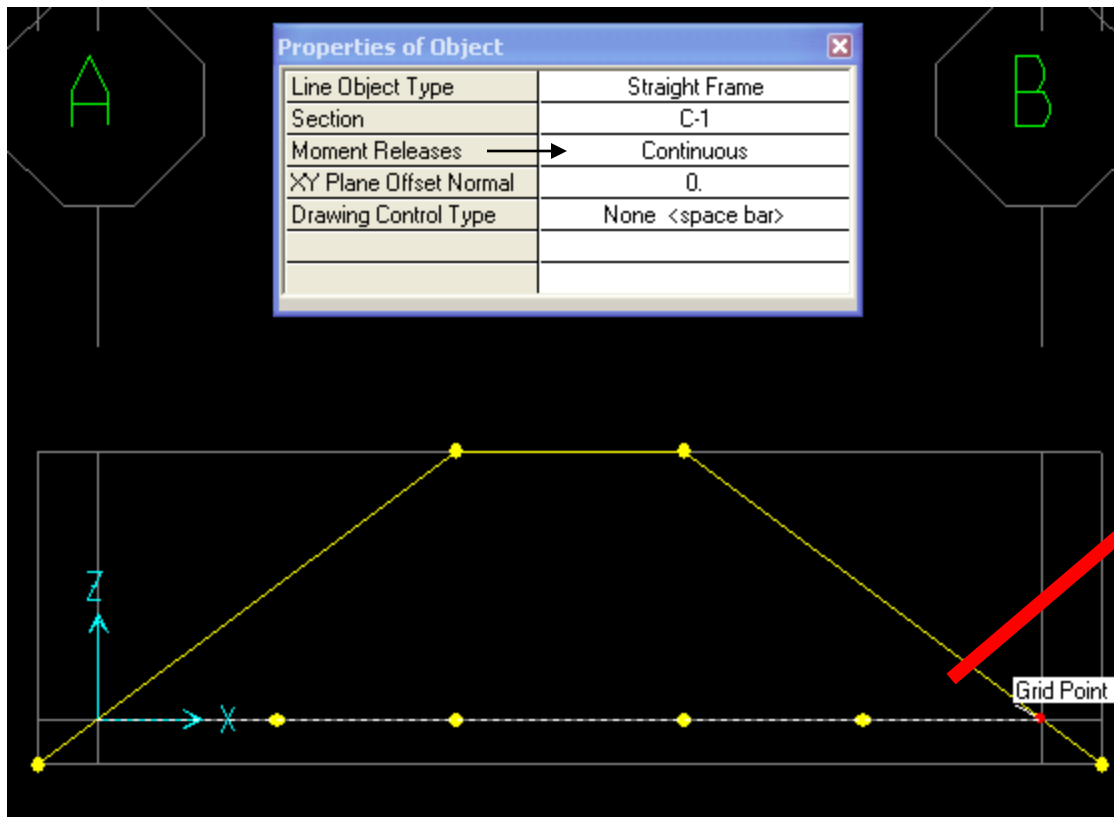 A
B
Properties of Object
Line Object Type Straight Frame
Section C-1
Moment Releases Continuous
XY Plane Offset Normal 0.
Drawing Control Type None <space bar>
Z
X
Grid Point